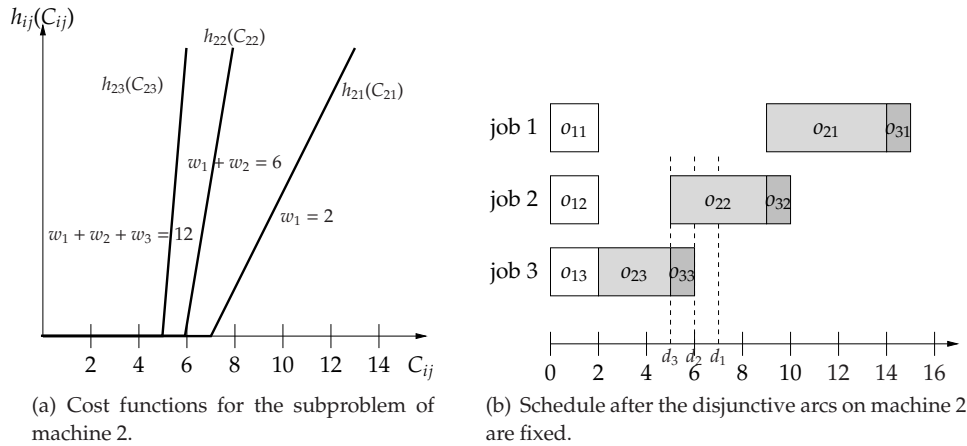 h_{ij}(C_{ij})
h_{22}(C_{22})
h_{23}(C_{23})
h_{21}(C_{21})
w_1 + w_2 = 6
w_1 = 2
w_1 + w_2 + w_3 = 12
2 4 6 8 10 12 14 C_{ij}
(a) Cost functions for the subproblem of
machine 2.
job 1 o_{11} o_{21} o_{31}
job 2 o_{12} o_{22} o_{32}
job 3 o_{13} o_{23} o_{33}
d_3 d_2 d_1
0 2 4 6 8 10 12 14 16
(b) Schedule after the disjunctive arcs on machine 2
are fixed.